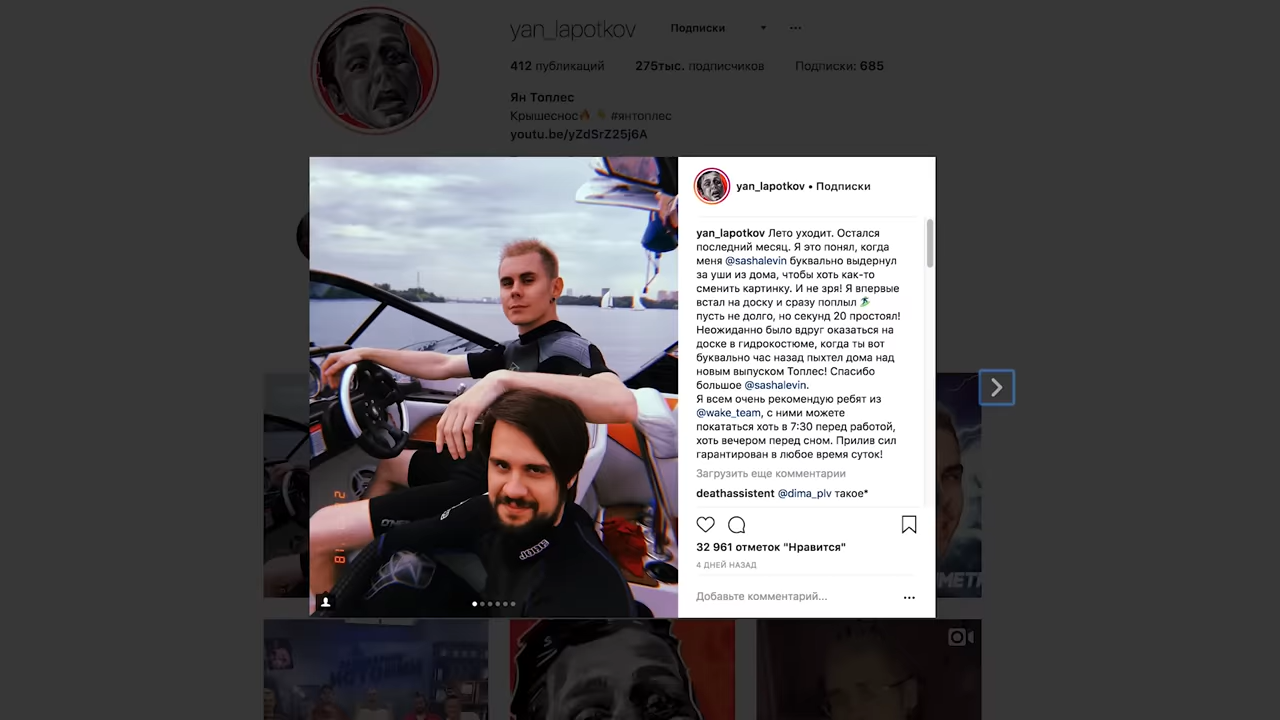 yan_lapotkov
Подписки
412 публикаций 275тыс. подписчиков Подписки: 685
Ян Топлес
Крышеснос🔥 #янтоплес
youtu.be/yZdSrZ25j6A
yan_lapotkov • Подписки
yan_lapotkov Лето уходит. Остался
последний месяц. Я это понял, когда
меня @sashalevin буквально выдернул
за уши из дома, чтобы хоть как-то
сменить картинку. И не зря! Я впервые
встал на доску и сразу поплыл 🏄
пусть не долго, но секунд 20 простоял!
Неожиданно было вдруг оказаться на
доске в гидрокостюме, когда ты вот
буквально час назад пыхтел дома над
новым выпуском Топлес! Спасибо
большое @sashalevin.
Я всем очень рекомендую ребят из
@wake_team, с ними можете
покататься хоть в 7:30 перед работой,
хоть вечером перед сном. Прилив сил
гарантирован в любое время суток!
Загрузить еще комментарии
deathassistent @dima_plv такое*
32 961 отметок "Нравится"
4 ДНЕЙ НАЗАД
Добавьте комментарий...
O'NE
JOBE